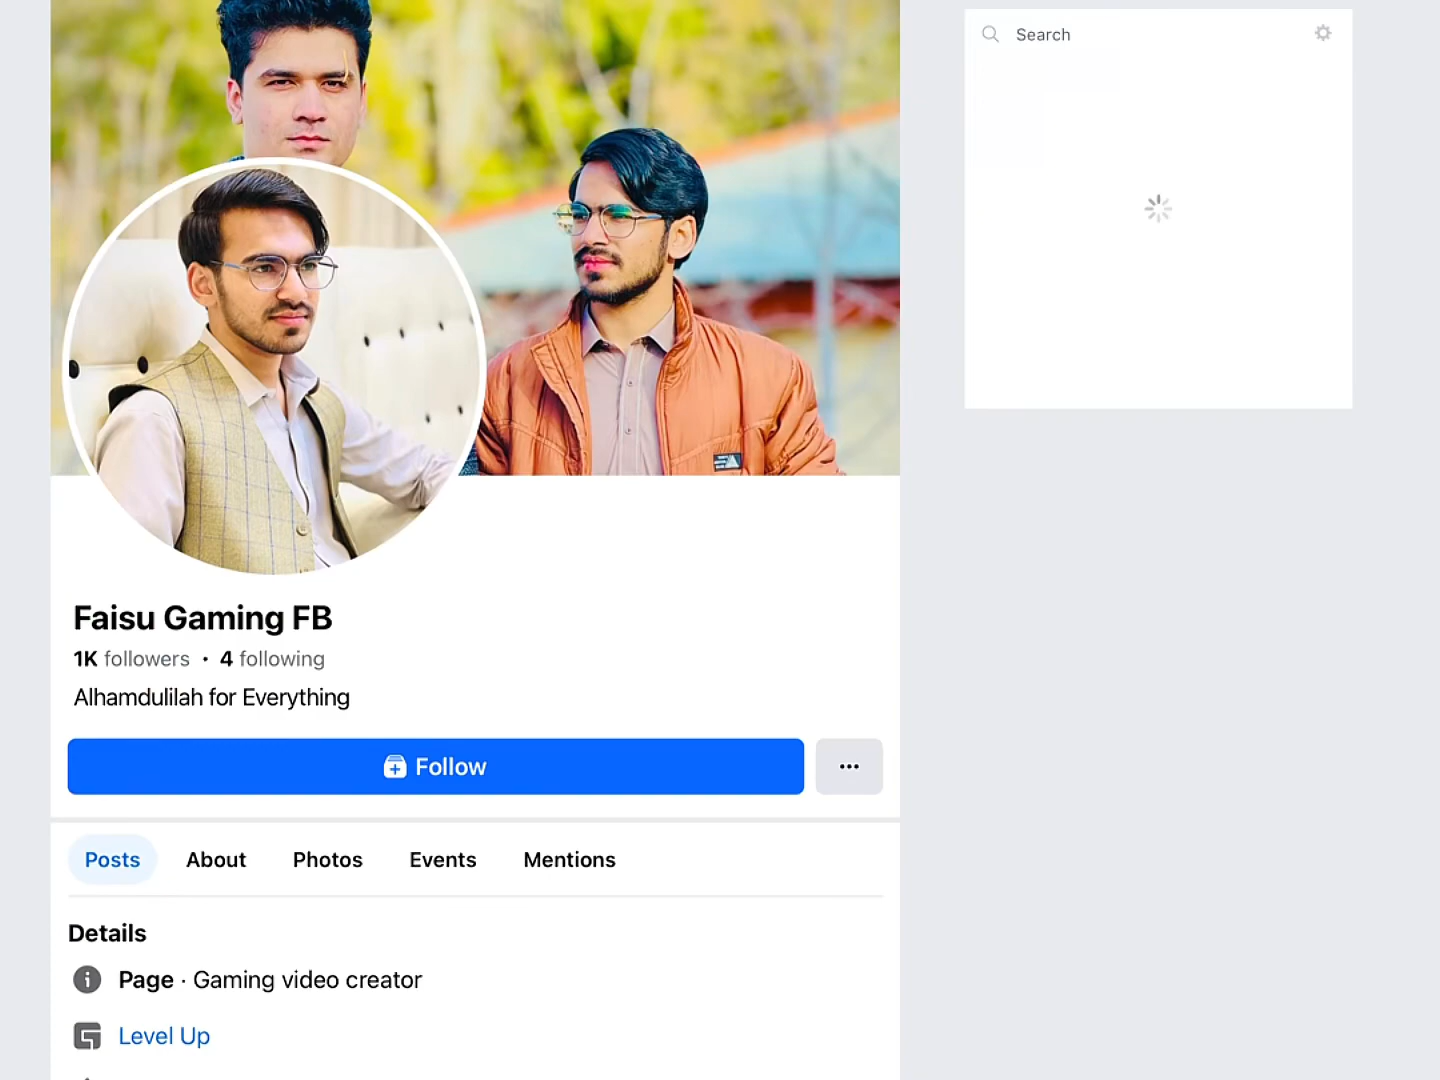 Search
Faisu Gaming FB
1K followers • 4 following
Alhamdulilah for Everything
Follow
Posts About Photos Events Mentions
Details
Page · Gaming video creator
Level Up